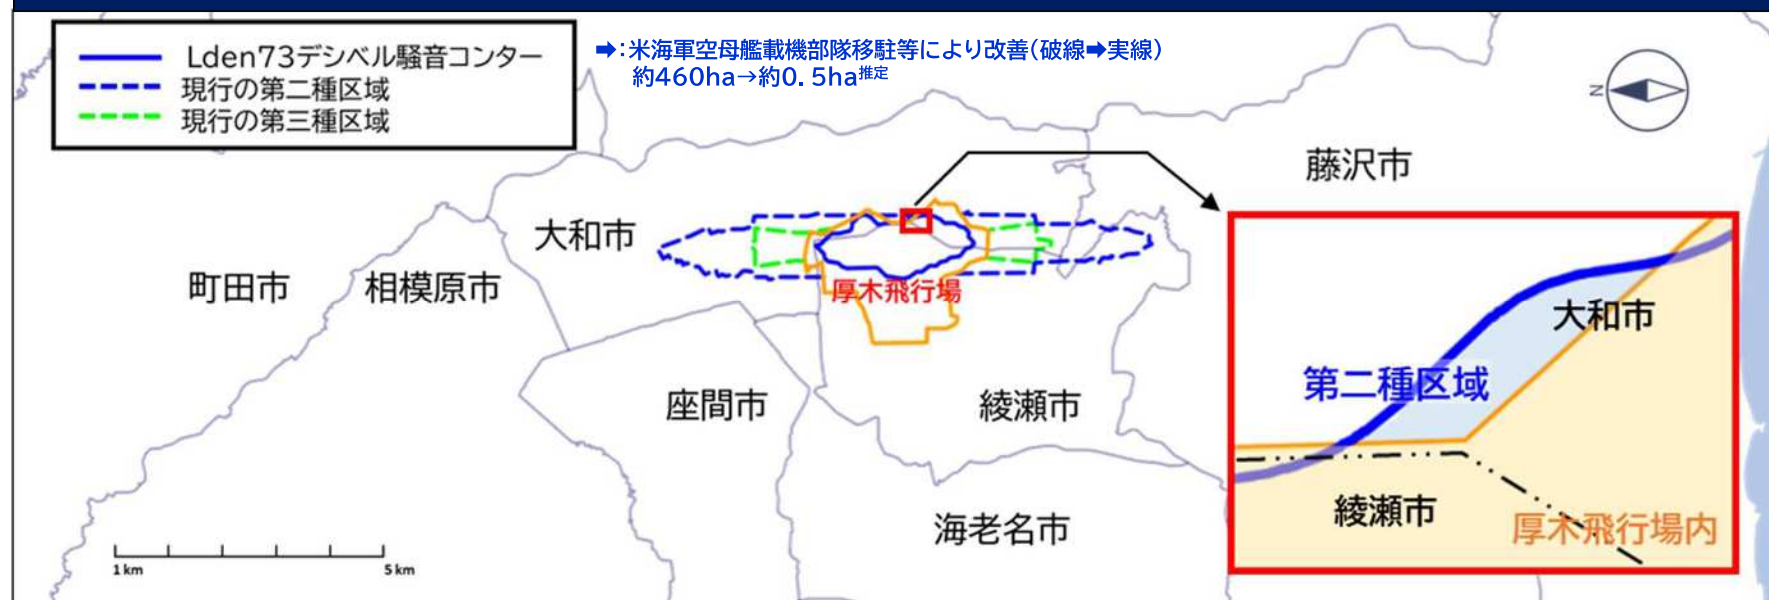 Lden73デシベル騒音コンター
現行の第二種区域
現行の第三種区域
➡:米海軍空母艦載機部隊移駐等により改善(破線➡実線)
約460ha→約0.5ha推定
N
藤沢市
大和市
町田市
相模原市
厚木飛行場
座間市
綾瀬市
海老名市
大和市
第二種区域
綾瀬市
厚木飛行場内
1km
5km